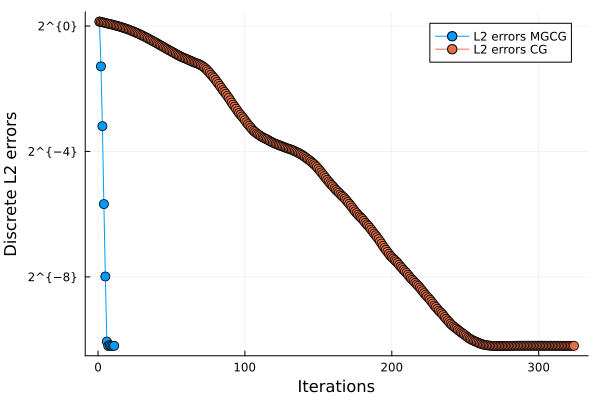 L2 errors MGCG
L2 errors CG
2^{0}
2^{−4}
2^{−8}
Discrete L2 errors
0 100 200 300
Iterations